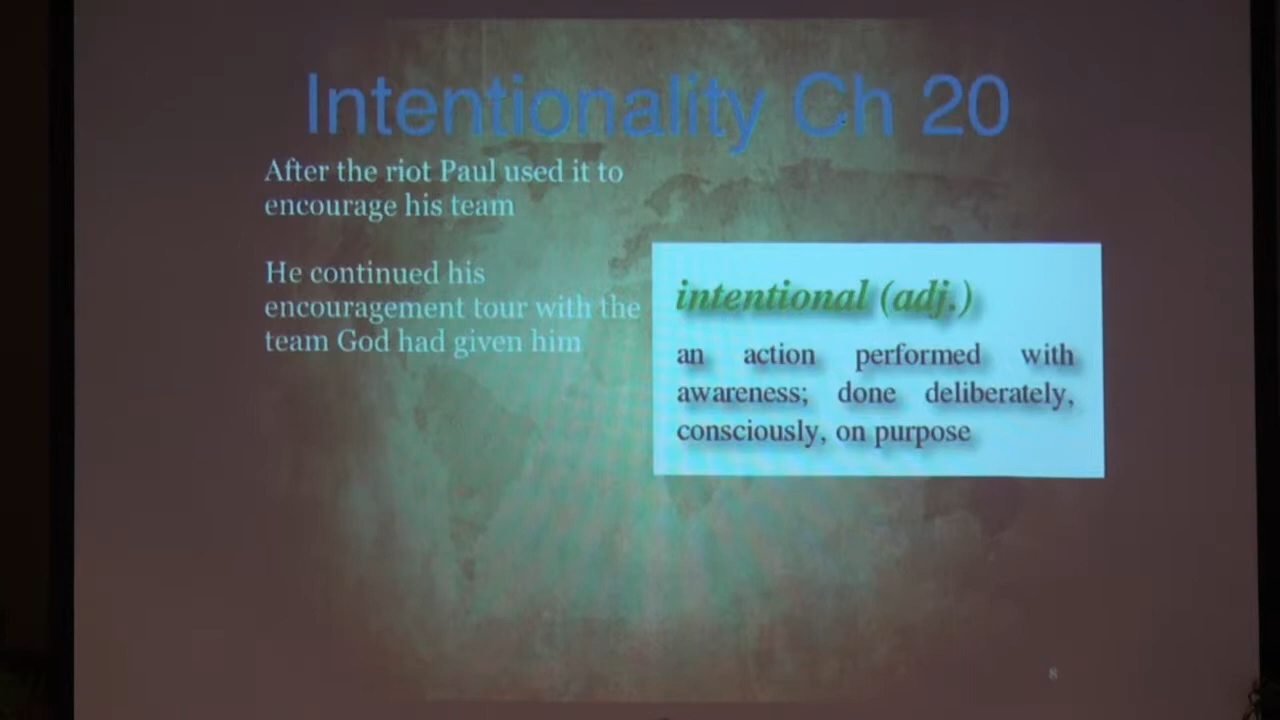 Intentionality Ch 20
After the riot Paul used it to
encourage his team
He continued his
encouragement tour with the
team God had given him
intentional (adj.)
an action performed with
awareness; done deliberately,
consciously, on purpose
8